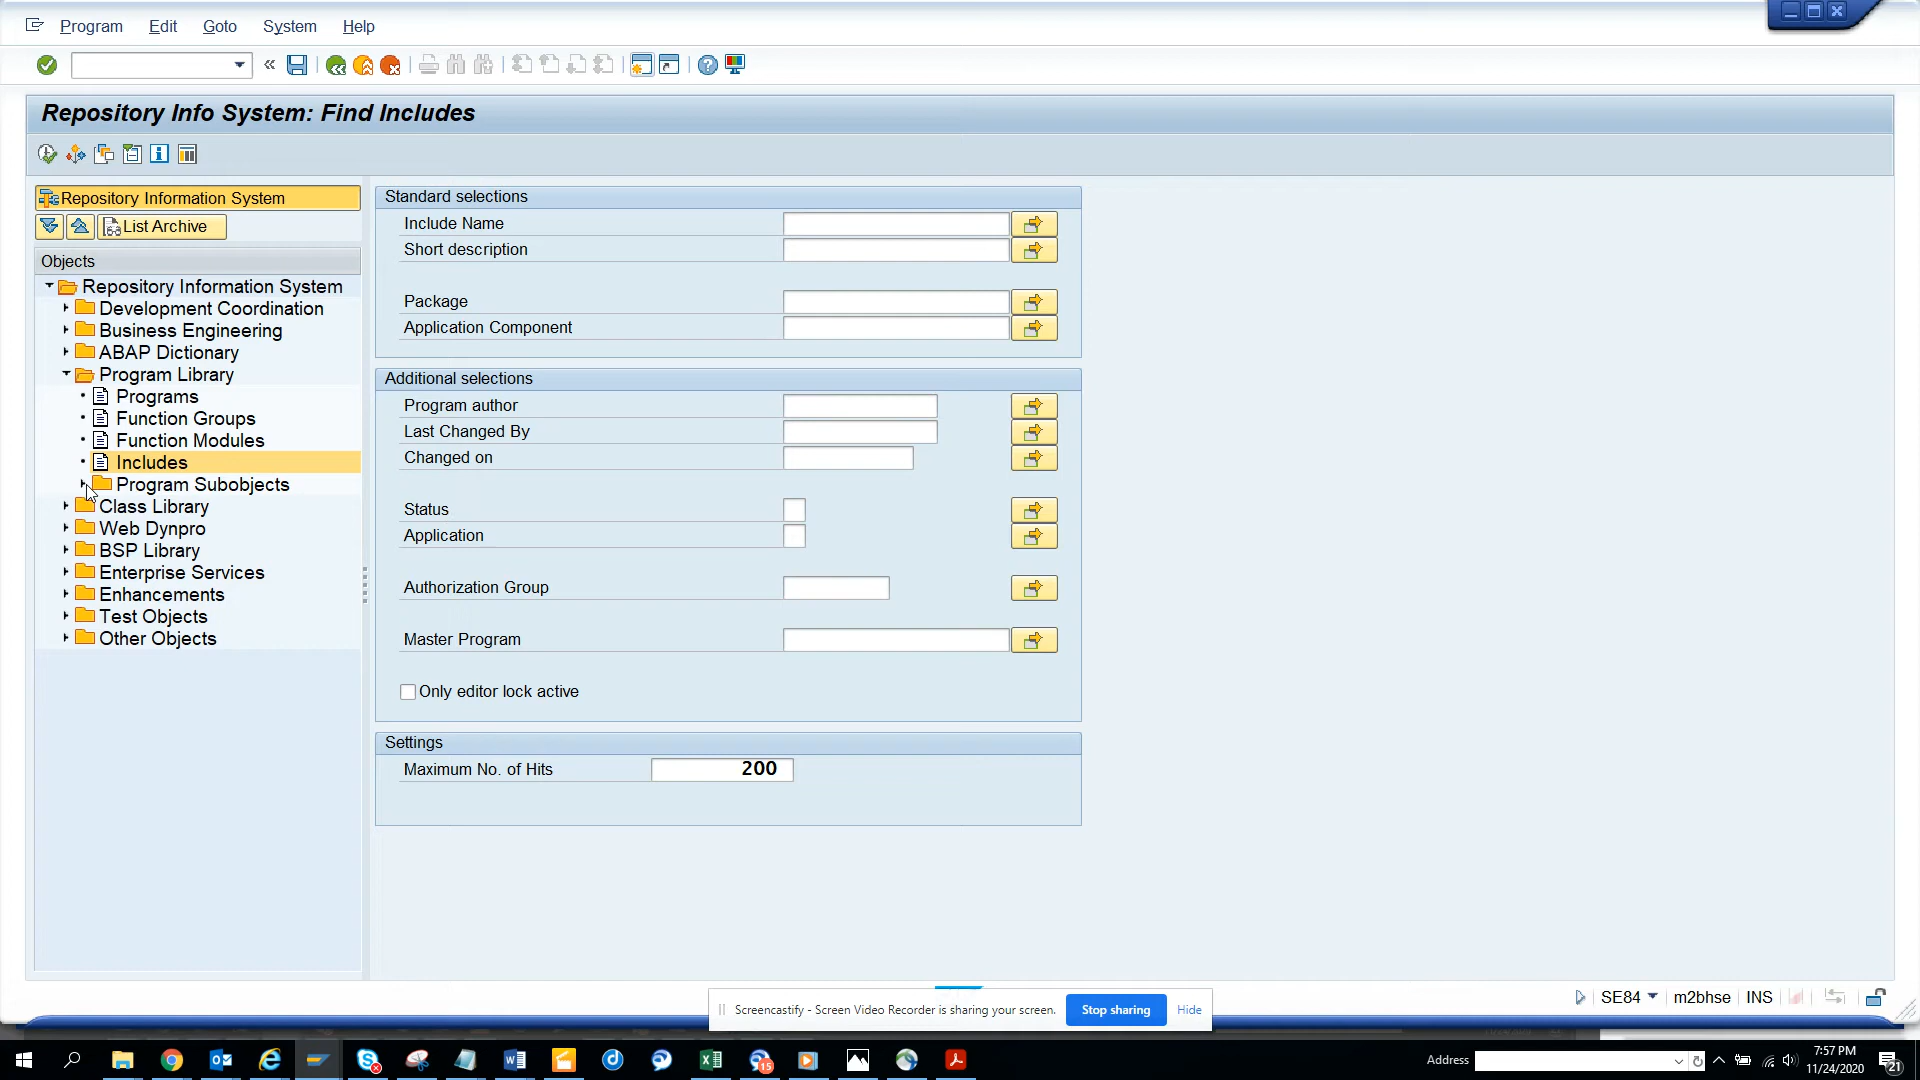 Program Edit Goto System Help
Repository Info System: Find Includes
Repository Information System
List Archive
Objects
Repository Information System
Development Coordination
Business Engineering
ABAP Dictionary
Program Library
Programs
Function Groups
Function Modules
Includes
Program Subobjects
Class Library
Web Dynpro
BSP Library
Enterprise Services
Enhancements
Test Objects
Other Objects
Standard selections
Include Name
Short description
Package
Application Component
Additional selections
Program author
Last Changed By
Changed on
Status
Application
Authorization Group
Master Program
Only editor lock active
Settings
Maximum No. of Hits 200
SE84 m2bhse INS
Screencastify - Screen Video Recorder is sharing your screen. Stop sharing Hide
Address
7:57 PM
11/24/2020
15
21